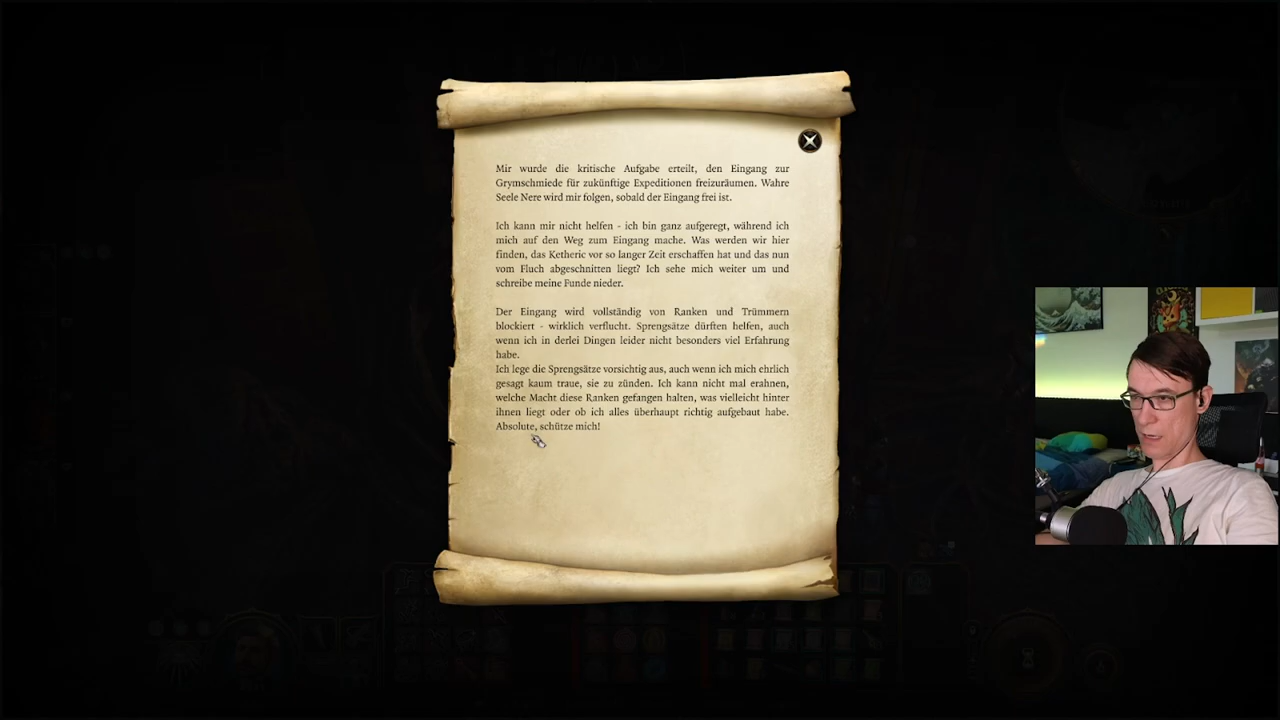 Mir wurde die kritische Aufgabe erteilt, den Eingang zur
Grymschmiede für zukünftige Expeditionen freizuräumen. Wahre
Seele Nere wird mir folgen, sobald der Eingang frei ist.
Ich kann mir nicht helfen - ich bin ganz aufgeregt, während ich
mich auf den Weg zum Eingang mache. Was werden wir hier
finden, das Ketheric vor so langer Zeit erschaffen hat und das nun
vom Fluch abgeschnitten liegt? Ich sehe mich weiter um und
schreibe meine Funde nieder.
Der Eingang wird vollständig von Ranken und Trümmern
blockiert - wirklich verflucht. Sprengsätze dürften helfen, auch
wenn ich in derlei Dingen leider nicht besonders viel Erfahrung
habe.
Ich lege die Sprengsätze vorsichtig aus, auch wenn ich mich ehrlich
gesagt kaum traue, sie zu zünden. Ich kann nicht mal erahnen,
welche Macht diese Ranken gefangen halten, was vielleicht hinter
ihnen liegt oder ob ich alles überhaupt richtig aufgebaut habe.
Absolute, schütze mich!